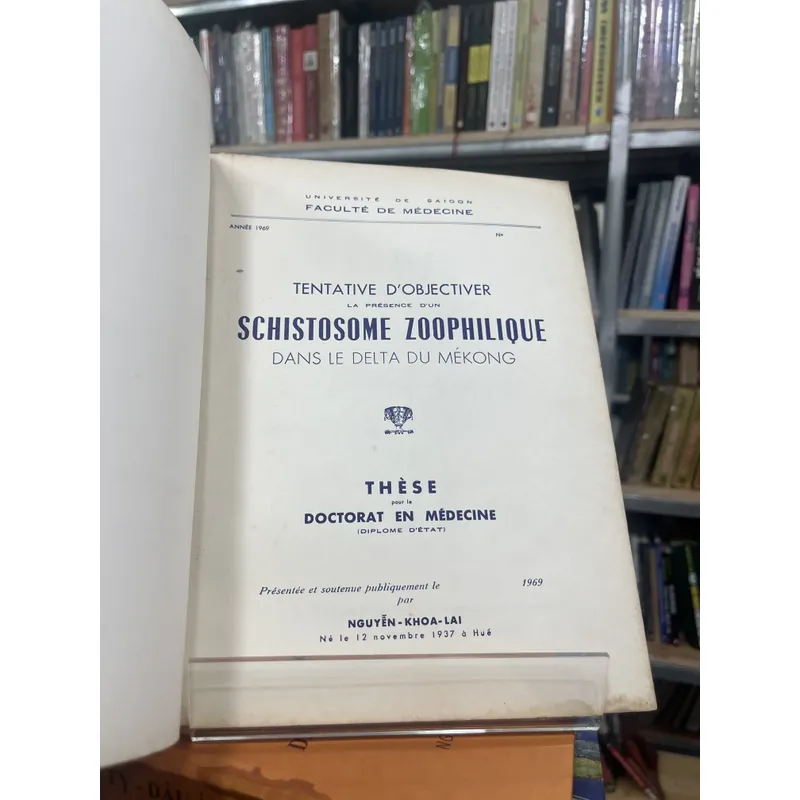 UNIVERSITÉ DE SAIGON
FACULTÉ DE MÉDECINE
ANNÉE 1969 N°
TENTATIVE D'OBJECTIVER
LA PRÉSENCE D'UN
SCHISTOSOME ZOOPHILIQUE
DANS LE DELTA DU MÉKONG
THÈSE
pour le
DOCTORAT EN MÉDECINE
(DIPLOME D'ÉTAT)
Présentée et soutenue publiquement le 1969
par
NGUYỄN-KHOA-LAI
Né le 12 novembre 1937 à Huế